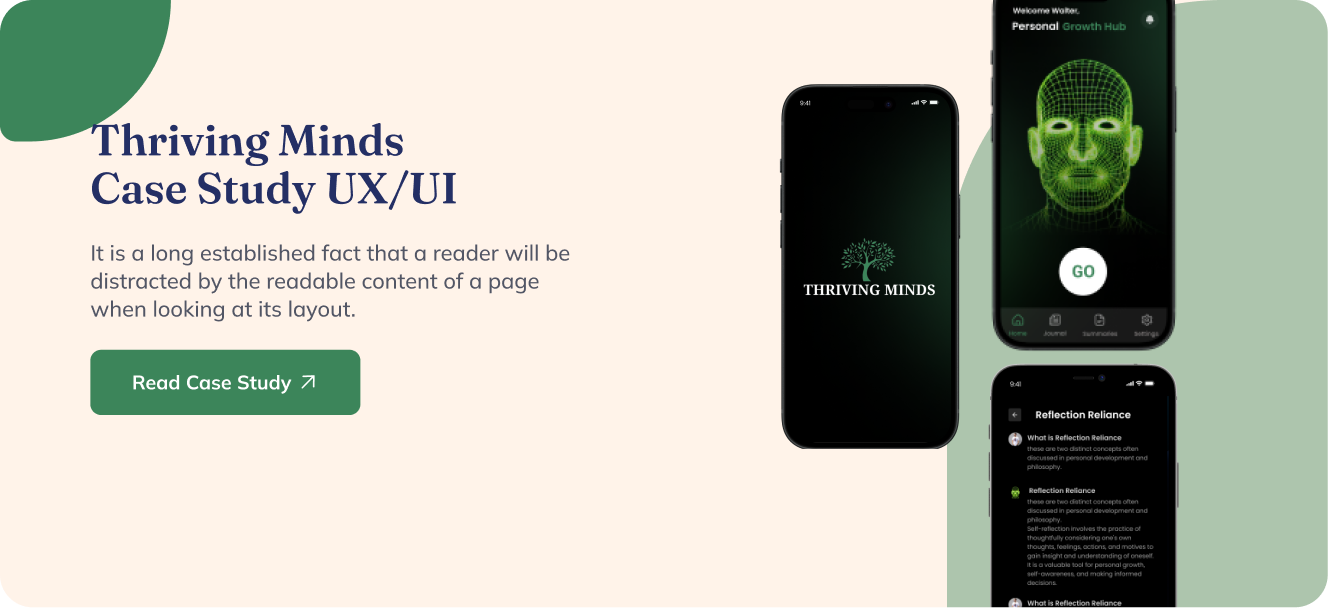 Thriving Minds
Case Study UX/UI
It is a long established fact that a reader will be
distracted by the readable content of a page
when looking at its layout.
Read Case Study
9:41
THRIVING MINDS
Welcome Walter,
Personal Growth Hub
GO
Home Journal Summaries Settings
9:41
Reflection Reliance
What is Reflection Reliance
these are two distinct concepts often
discussed in personal development and
philosophy.
Reflection Reliance
these are two distinct concepts often
discussed in personal development and
philosophy.
Self-reflection involves the practice of
thoughtfully considering one's own
thoughts, feelings, actions, and motives to
gain insight and understanding of oneself.
It is a valuable tool for personal growth,
self-awareness, and making informed
decisions.
What is Reflection Reliance